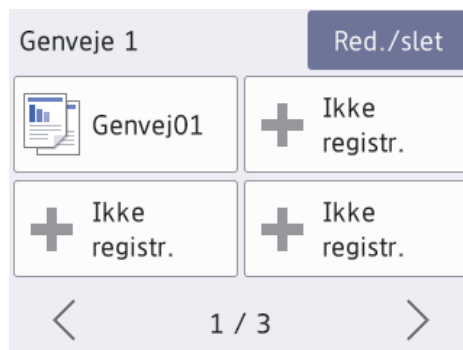 Genveje 1
Red./slet
Genvej01
Ikke
registr.
Ikke
registr.
Ikke
registr.
1 / 3